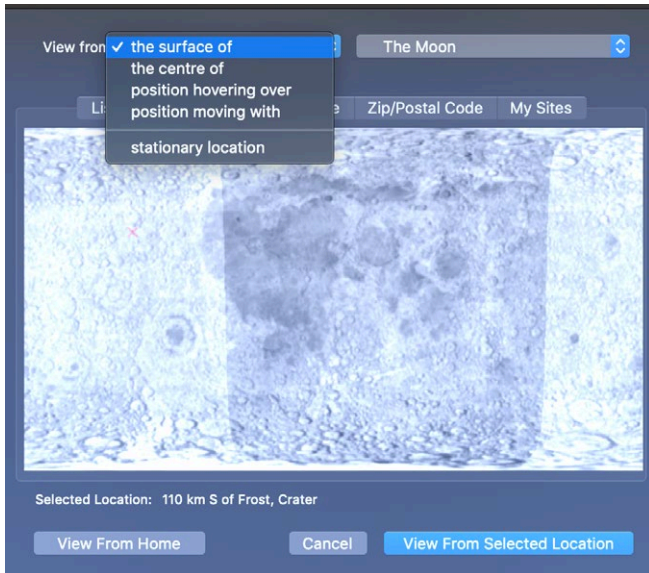 View from ✓ the surface of The Moon
the centre of
position hovering over
position moving with
stationary location
Zip/Postal Code My Sites
Selected Location: 110 km S of Frost, Crater
View From Home Cancel View From Selected Location